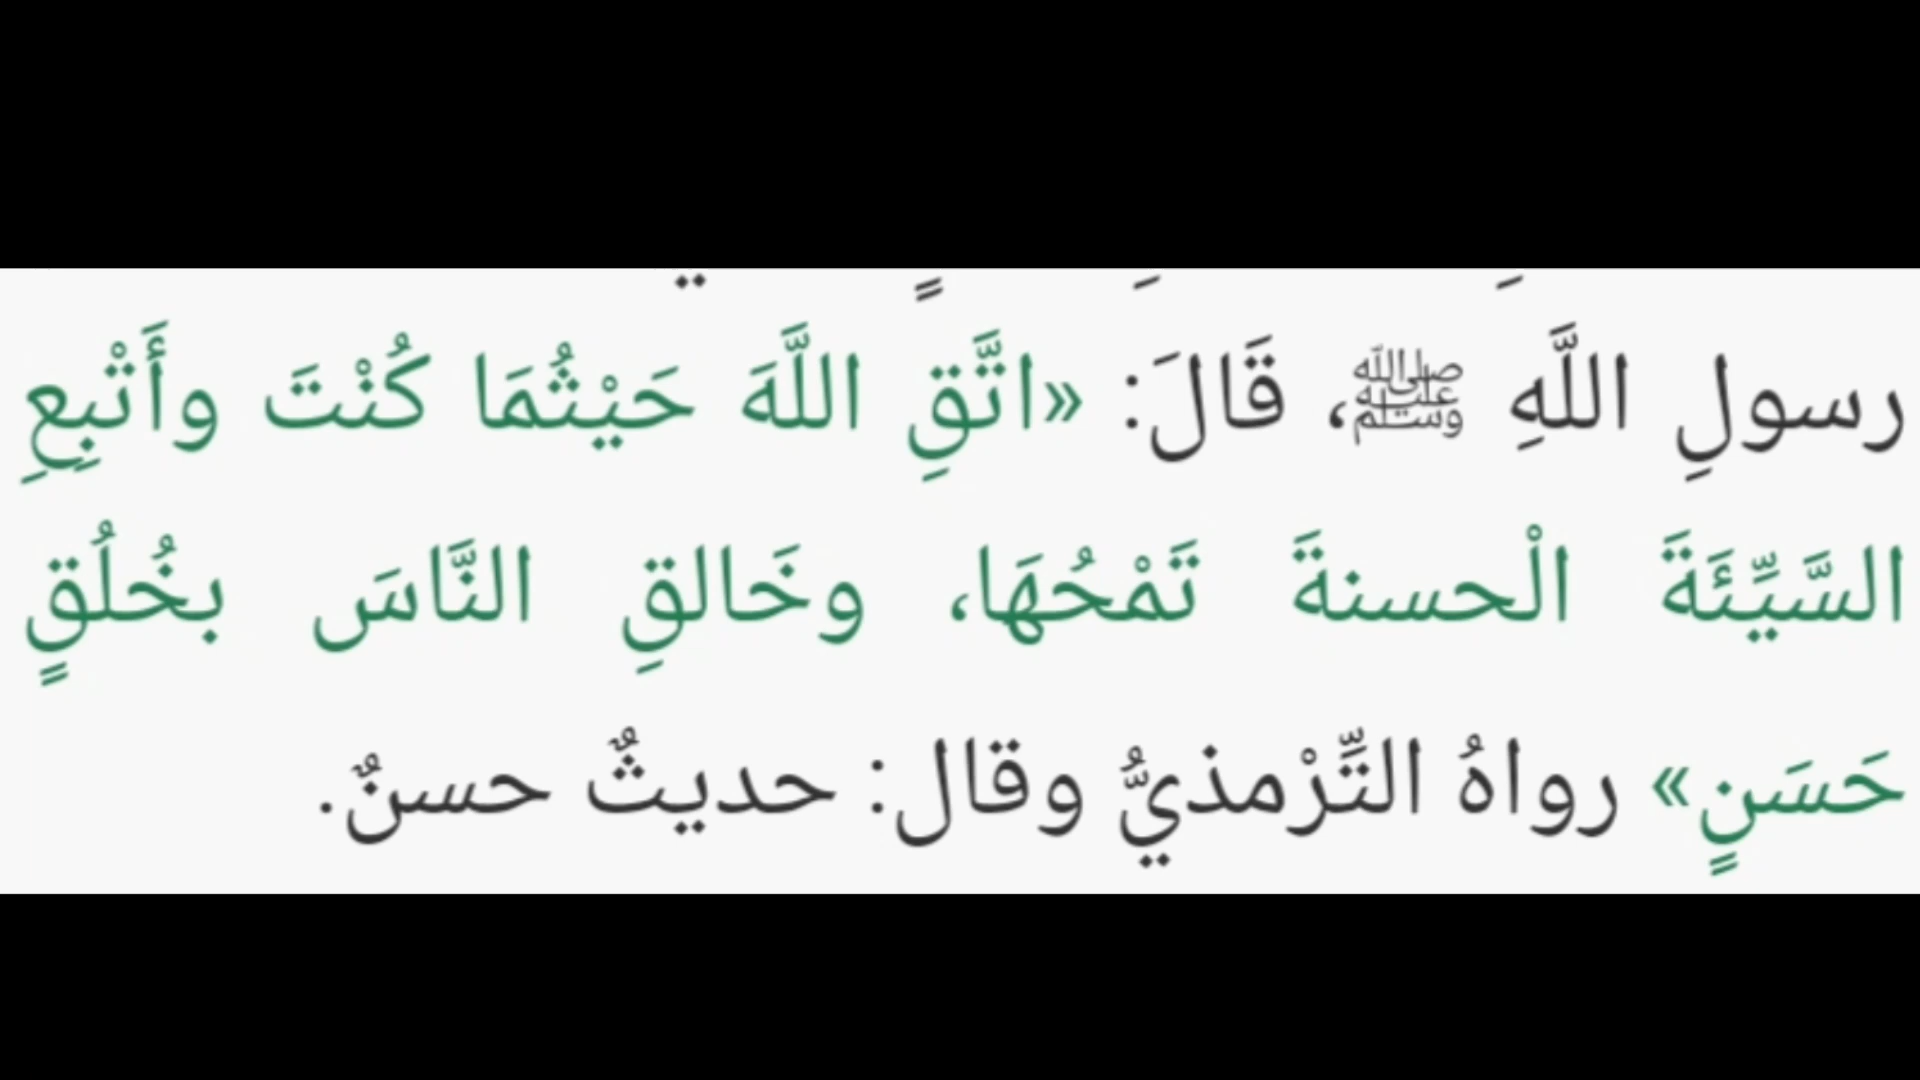 رسولِ اللَّهِ ﷺ، قَالَ: «اتَّقِ اللَّهَ حَيْثُمَا كُنْتَ وأَتْبِعِ
السَّيِّئَةَ الْحسنةَ تَمْحُهَا، وخَالقِ النَّاسَ بخُلُقٍ
حَسَنٍ» رواهُ التِّرْمذيُّ وقال: حديثٌ حسنٌ.